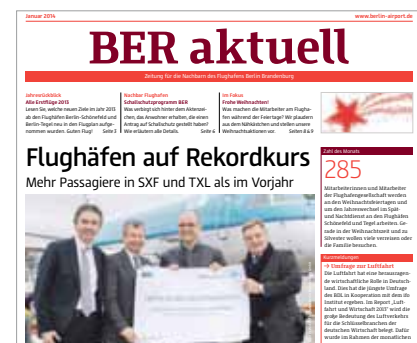 Januar 2014
www.berlin-airport.de
BER aktuell
Zeitung für die Nachbarn des Flughafens Berlin Brandenburg
Jahresrückblick
Alle Erstflüge 2013
Lesen Sie, welche neuen Ziele im Jahr 2013
ab den Flughäfen Berlin-Schönefeld und
Berlin-Tegel neu in den Flugplan aufge-
nommen wurden. Guten Flug! Seite 3
Nachbar Flughafen
Schallschutzprogramm BER
Was verbirgt sich hinter dem Aktenzei-
chen, das Anwohner erhalten, die einen
Antrag auf Schallschutz gestellt haben?
Wir erläutern alle Details. Seite 6
Im Fokus
Frohe Weihnachten!
Was machen die Mitarbeiter am Flugha-
fen während der Feiertage? Wir plaudern
aus dem Nähkästchen und stellen unsere
Weihnachtsaktionen vor. Seiten 8 & 9
Flughäfen auf Rekordkurs
Mehr Passagiere in SXF und TXL als im Vorjahr
Zahl des Monats
285
Mitarbeiterinnen und Mitarbeiter
der Flughafengesellschaft werden
an den Weihnachtsfeiertagen und
um den Jahreswechsel im Spät-
und Nachtdienst an den Flughäfen
Schönefeld und Tegel arbeiten. Ge-
rade in der Weihnachtszeit und zu
Silvester wollen viele verreisen oder
die Familie besuchen.
Kurzmeldungen
→ Umfrage zur Luftfahrt
Die Luftfahrt hat eine herausragen-
de wirtschaftliche Rolle in Deutsch-
land. Dies hat die jüngste Umfrage
des BDL in Kooperation mit dem ifo
Institut ergeben. Im Report „Luft-
fahrt und Wirtschaft 2013" wird die
große Bedeutung des Luftverkehrs
für die Schlüsselbranchen der
deutschen Wirtschaft belegt. Dafür
wurde im Rahmen der monatlichen